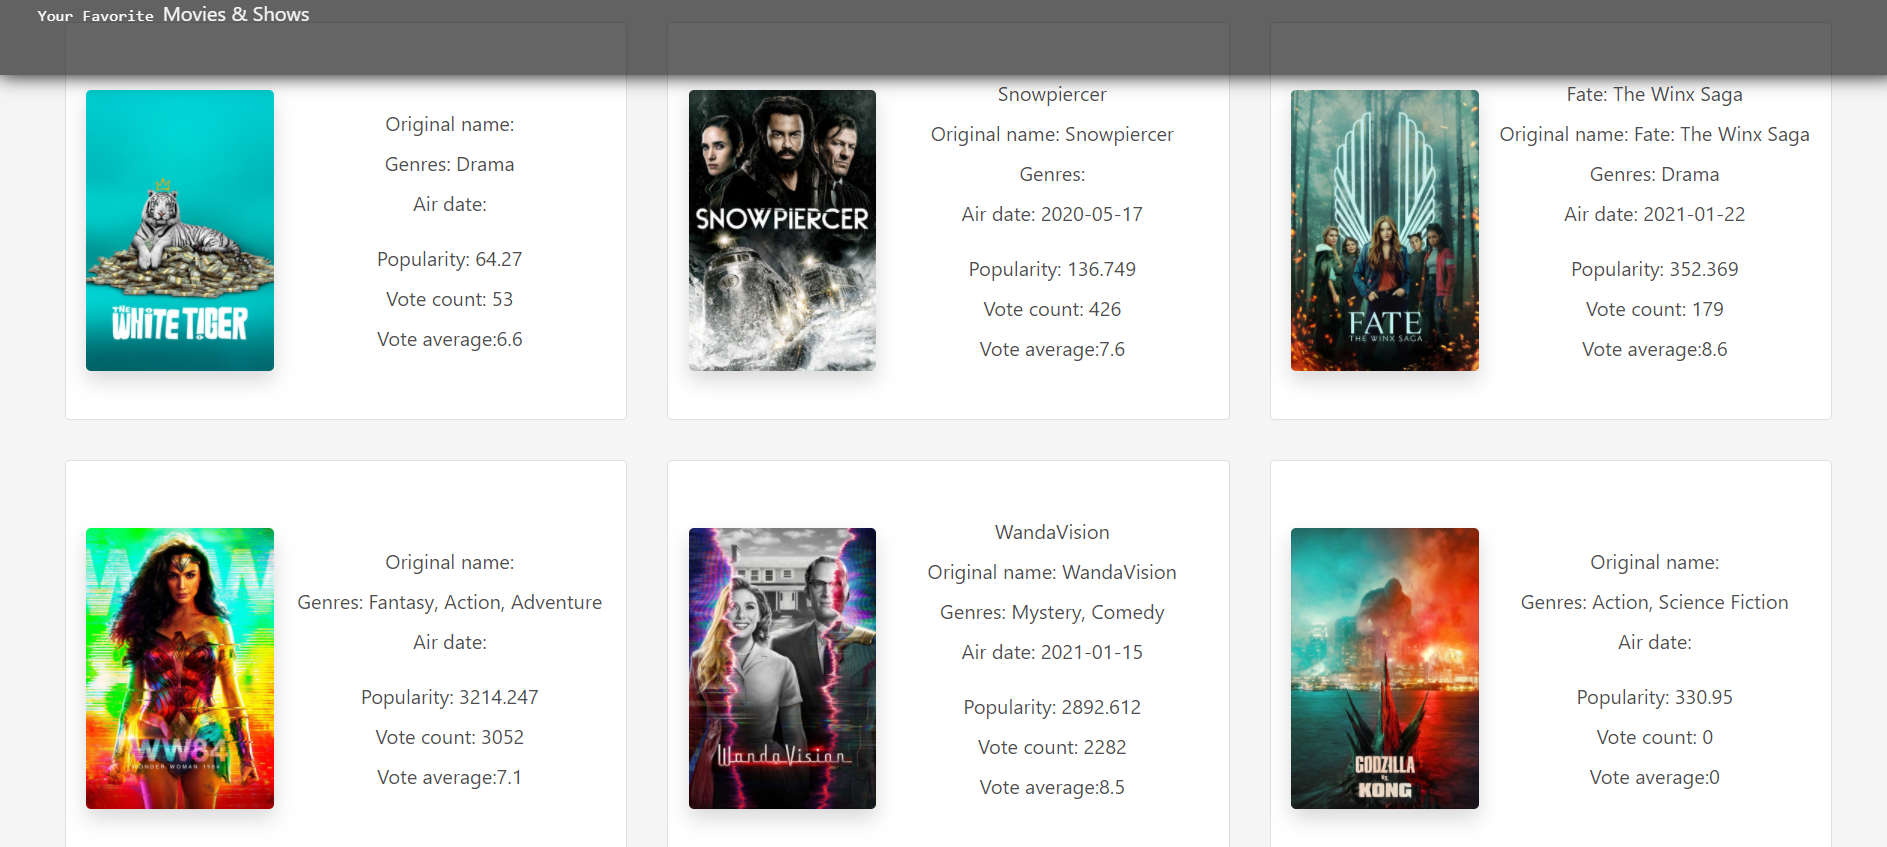 Your Favorite Movies & Shows
THE
WHITE TIGER
Original name:
Genres: Drama
Air date:
Popularity: 64.27
Vote count: 53
Vote average:6.6
SNOWPIERCER
Snowpiercer
Original name: Snowpiercer
Genres:
Air date: 2020-05-17
Popularity: 136.749
Vote count: 426
Vote average:7.6
FATE
THE WINX SAGA
Fate: The Winx Saga
Original name: Fate: The Winx Saga
Genres: Drama
Air date: 2021-01-22
Popularity: 352.369
Vote count: 179
Vote average:8.6
WW84
WONDER WOMAN 1984
Original name:
Genres: Fantasy, Action, Adventure
Air date:
Popularity: 3214.247
Vote count: 3052
Vote average:7.1
WandaVision
WandaVision
Original name: WandaVision
Genres: Mystery, Comedy
Air date: 2021-01-15
Popularity: 2892.612
Vote count: 2282
Vote average:8.5
GODZILLA
VS.
KONG
Original name:
Genres: Action, Science Fiction
Air date:
Popularity: 330.95
Vote count: 0
Vote average:0